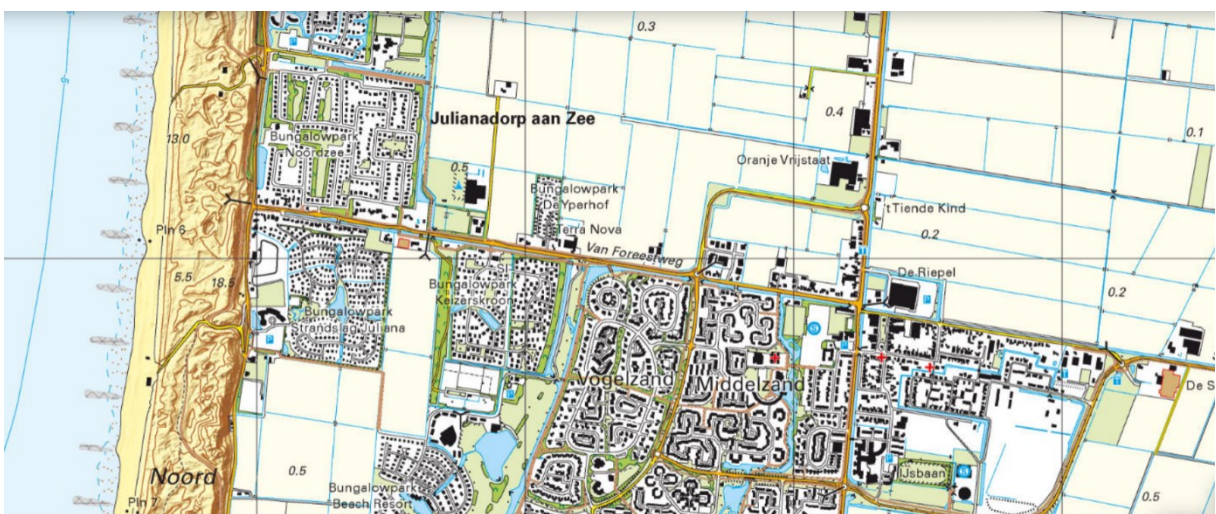 0.3
Julianadorp aan Zee
0.4
0.1
13.0
Bungalowpark
Noordzee
Oranje Vrijstaat
0.5
Bungalowpark
De Yperhof
't Tiende Kind
Pln 6
Terra Nova
Van Foreestweg
0.2
5.5
18.5
Bungalowpark
Keizerskroon
De Riepel
0.2
Bungalowpark
Strandslag Juliana
Vogelzand
Middelzand
De S
Noord
0.5
IJsbaan
Bungalowpark
Beach Resort
Pln 7
0.5